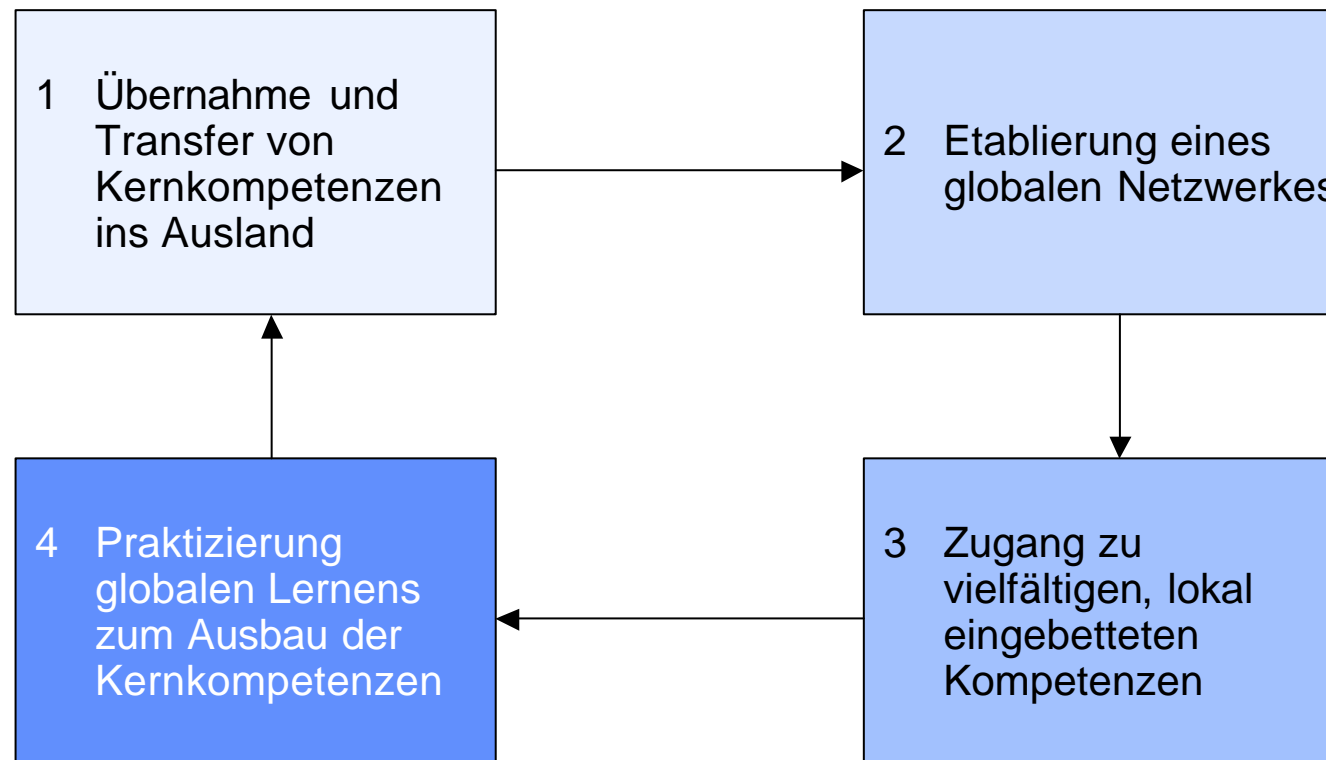 1 Übernahme und
Transfer von
Kernkompetenzen
ins Ausland
2 Etablierung eines
globalen Netzwerkes
3 Zugang zu
vielfältigen, lokal
eingebetteten
Kompetenzen
4 Praktizierung
globalen Lernens
zum Ausbau der
Kernkompetenzen